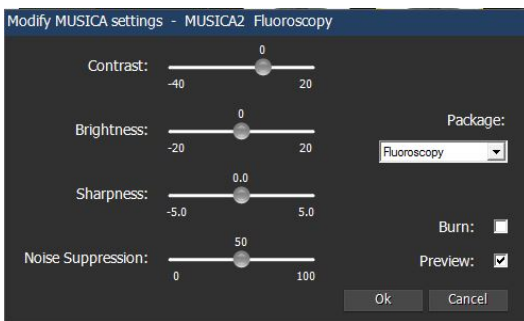 Modify MUSICA settings - MUSICA2 Fluoroscopy
Contrast:
0
-40 20
Brightness:
0
-20 20
Sharpness:
0.0
-5.0 5.0
Noise Suppression:
50
0 100
Package:
Fluoroscopy
Burn:
Preview:
Ok Cancel